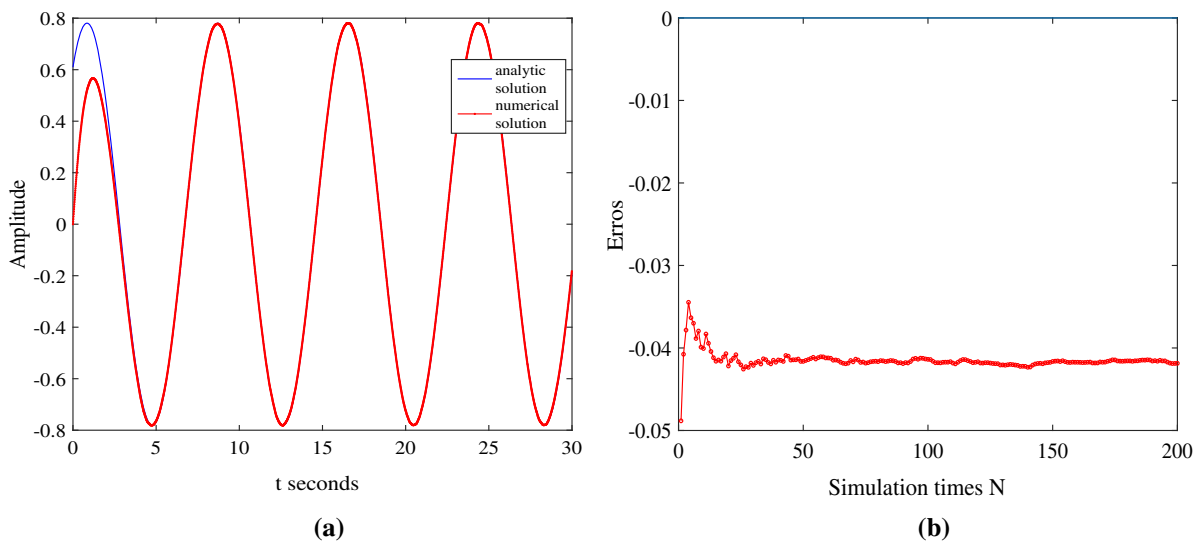 0.8
0.6
0.4
0.2
0
-0.2
-0.4
-0.6
-0.8
Amplitude
analytic
solution
numerical
solution
0 5 10 15 20 25 30
t seconds
(a)
0
-0.01
-0.02
-0.03
-0.04
-0.05
Erros
0 50 100 150 200
Simulation times N
(b)